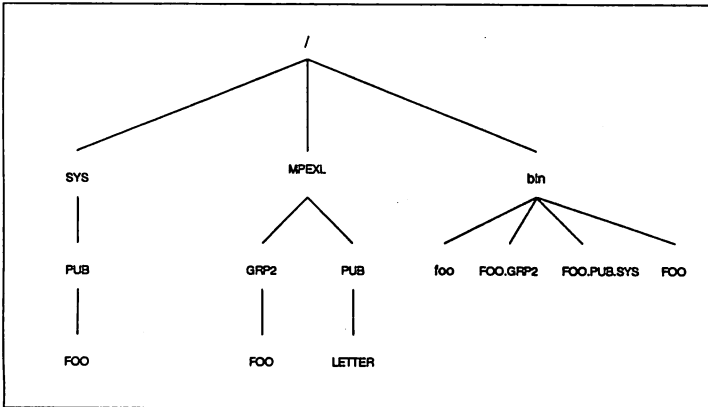 /
SYS MPEXL bin
PUB GRP2 PUB foo FOO.GRP2 FOO.PUB.SYS FOO
FOO FOO LETTER